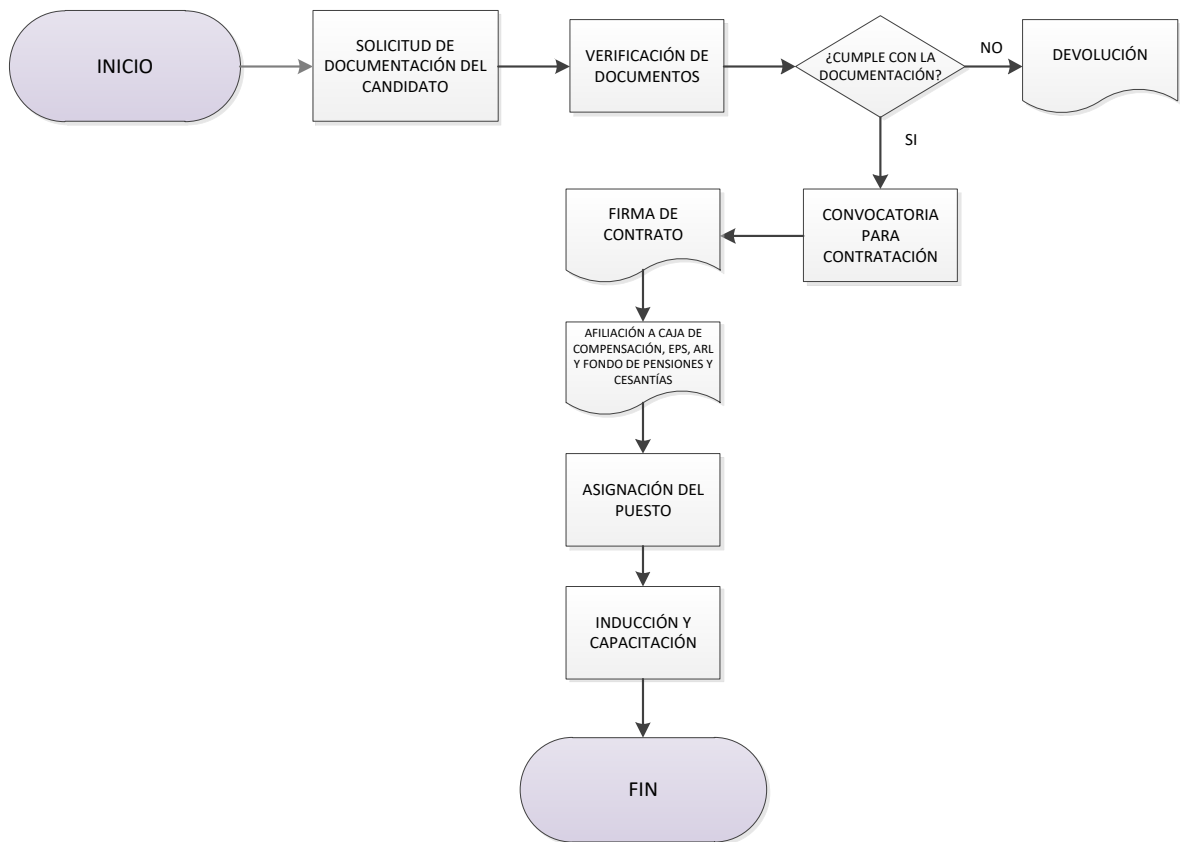 INICIO
SOLICITUD DE
DOCUMENTACIÓN DEL
CANDIDATO
VERIFICACIÓN DE
DOCUMENTOS
¿CUMPLE CON LA
DOCUMENTACIÓN?
NO
DEVOLUCIÓN
SI
CONVOCATORIA
PARA
CONTRATACIÓN
FIRMA DE
CONTRATO
AFILIACIÓN A CAJA DE
COMPENSACIÓN, EPS, ARL
Y FONDO DE PENSIONES Y
CESANTÍAS
ASIGNACIÓN DEL
PUESTO
INDUCCIÓN Y
CAPACITACIÓN
FIN